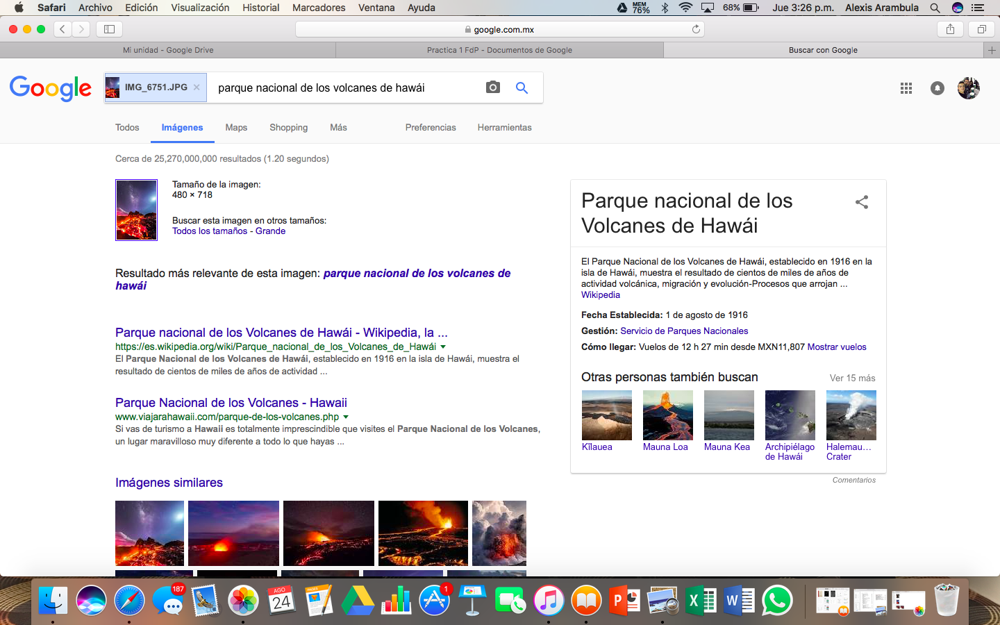 Safari Archivo Edición Visualización Historial Marcadores Ventana Ayuda MEM 76% 68% Jue 3:26 p.m. Alexis Arambula
google.com.mx
Mi unidad - Google Drive Practica 1 FdP - Documentos de Google Buscar con Google
Google IMG_6751.JPG × parque nacional de los volcanes de hawái
Todos Imágenes Maps Shopping Más Preferencias Herramientas
Cerca de 25,270,000,000 resultados (1.20 segundos)
Tamaño de la imagen:
480 × 718
Buscar esta imagen en otros tamaños:
Todos los tamaños - Grande
Resultado más relevante de esta imagen: parque nacional de los volcanes de
hawái
Parque nacional de los Volcanes de Hawái - Wikipedia, la ...
https://es.wikipedia.org/wiki/Parque_nacional_de_los_Volcanes_de_Hawái
El Parque Nacional de los Volcanes de Hawái, establecido en 1916 en la isla de Hawái, muestra el
resultado de cientos de miles de años de actividad ...
Parque Nacional de los Volcanes - Hawaii
www.viajarahawaii.com/parque-de-los-volcanes.php
Si vas de turismo a Hawaii es totalmente imprescindible que visites el Parque Nacional de los Volcanes,
un lugar maravilloso muy diferente a todo lo que hayas ...
Imágenes similares
Parque nacional de los
Volcanes de Hawái
El Parque Nacional de los Volcanes de Hawái, establecido en 1916 en la
isla de Hawái, muestra el resultado de cientos de miles de años de
actividad volcánica, migración y evolución-Procesos que arrojan ...
Wikipedia
Fecha Establecida: 1 de agosto de 1916
Gestión: Servicio de Parques Nacionales
Cómo llegar: Vuelos de 12 h 27 min desde MXN11,807 Mostrar vuelos
Otras personas también buscan Ver 15 más
Kīlauea Mauna Loa Mauna Kea Archipiélago Halemau...
de Hawái Crater
Comentarios
187 AGO 24 PAGES 1 P X W